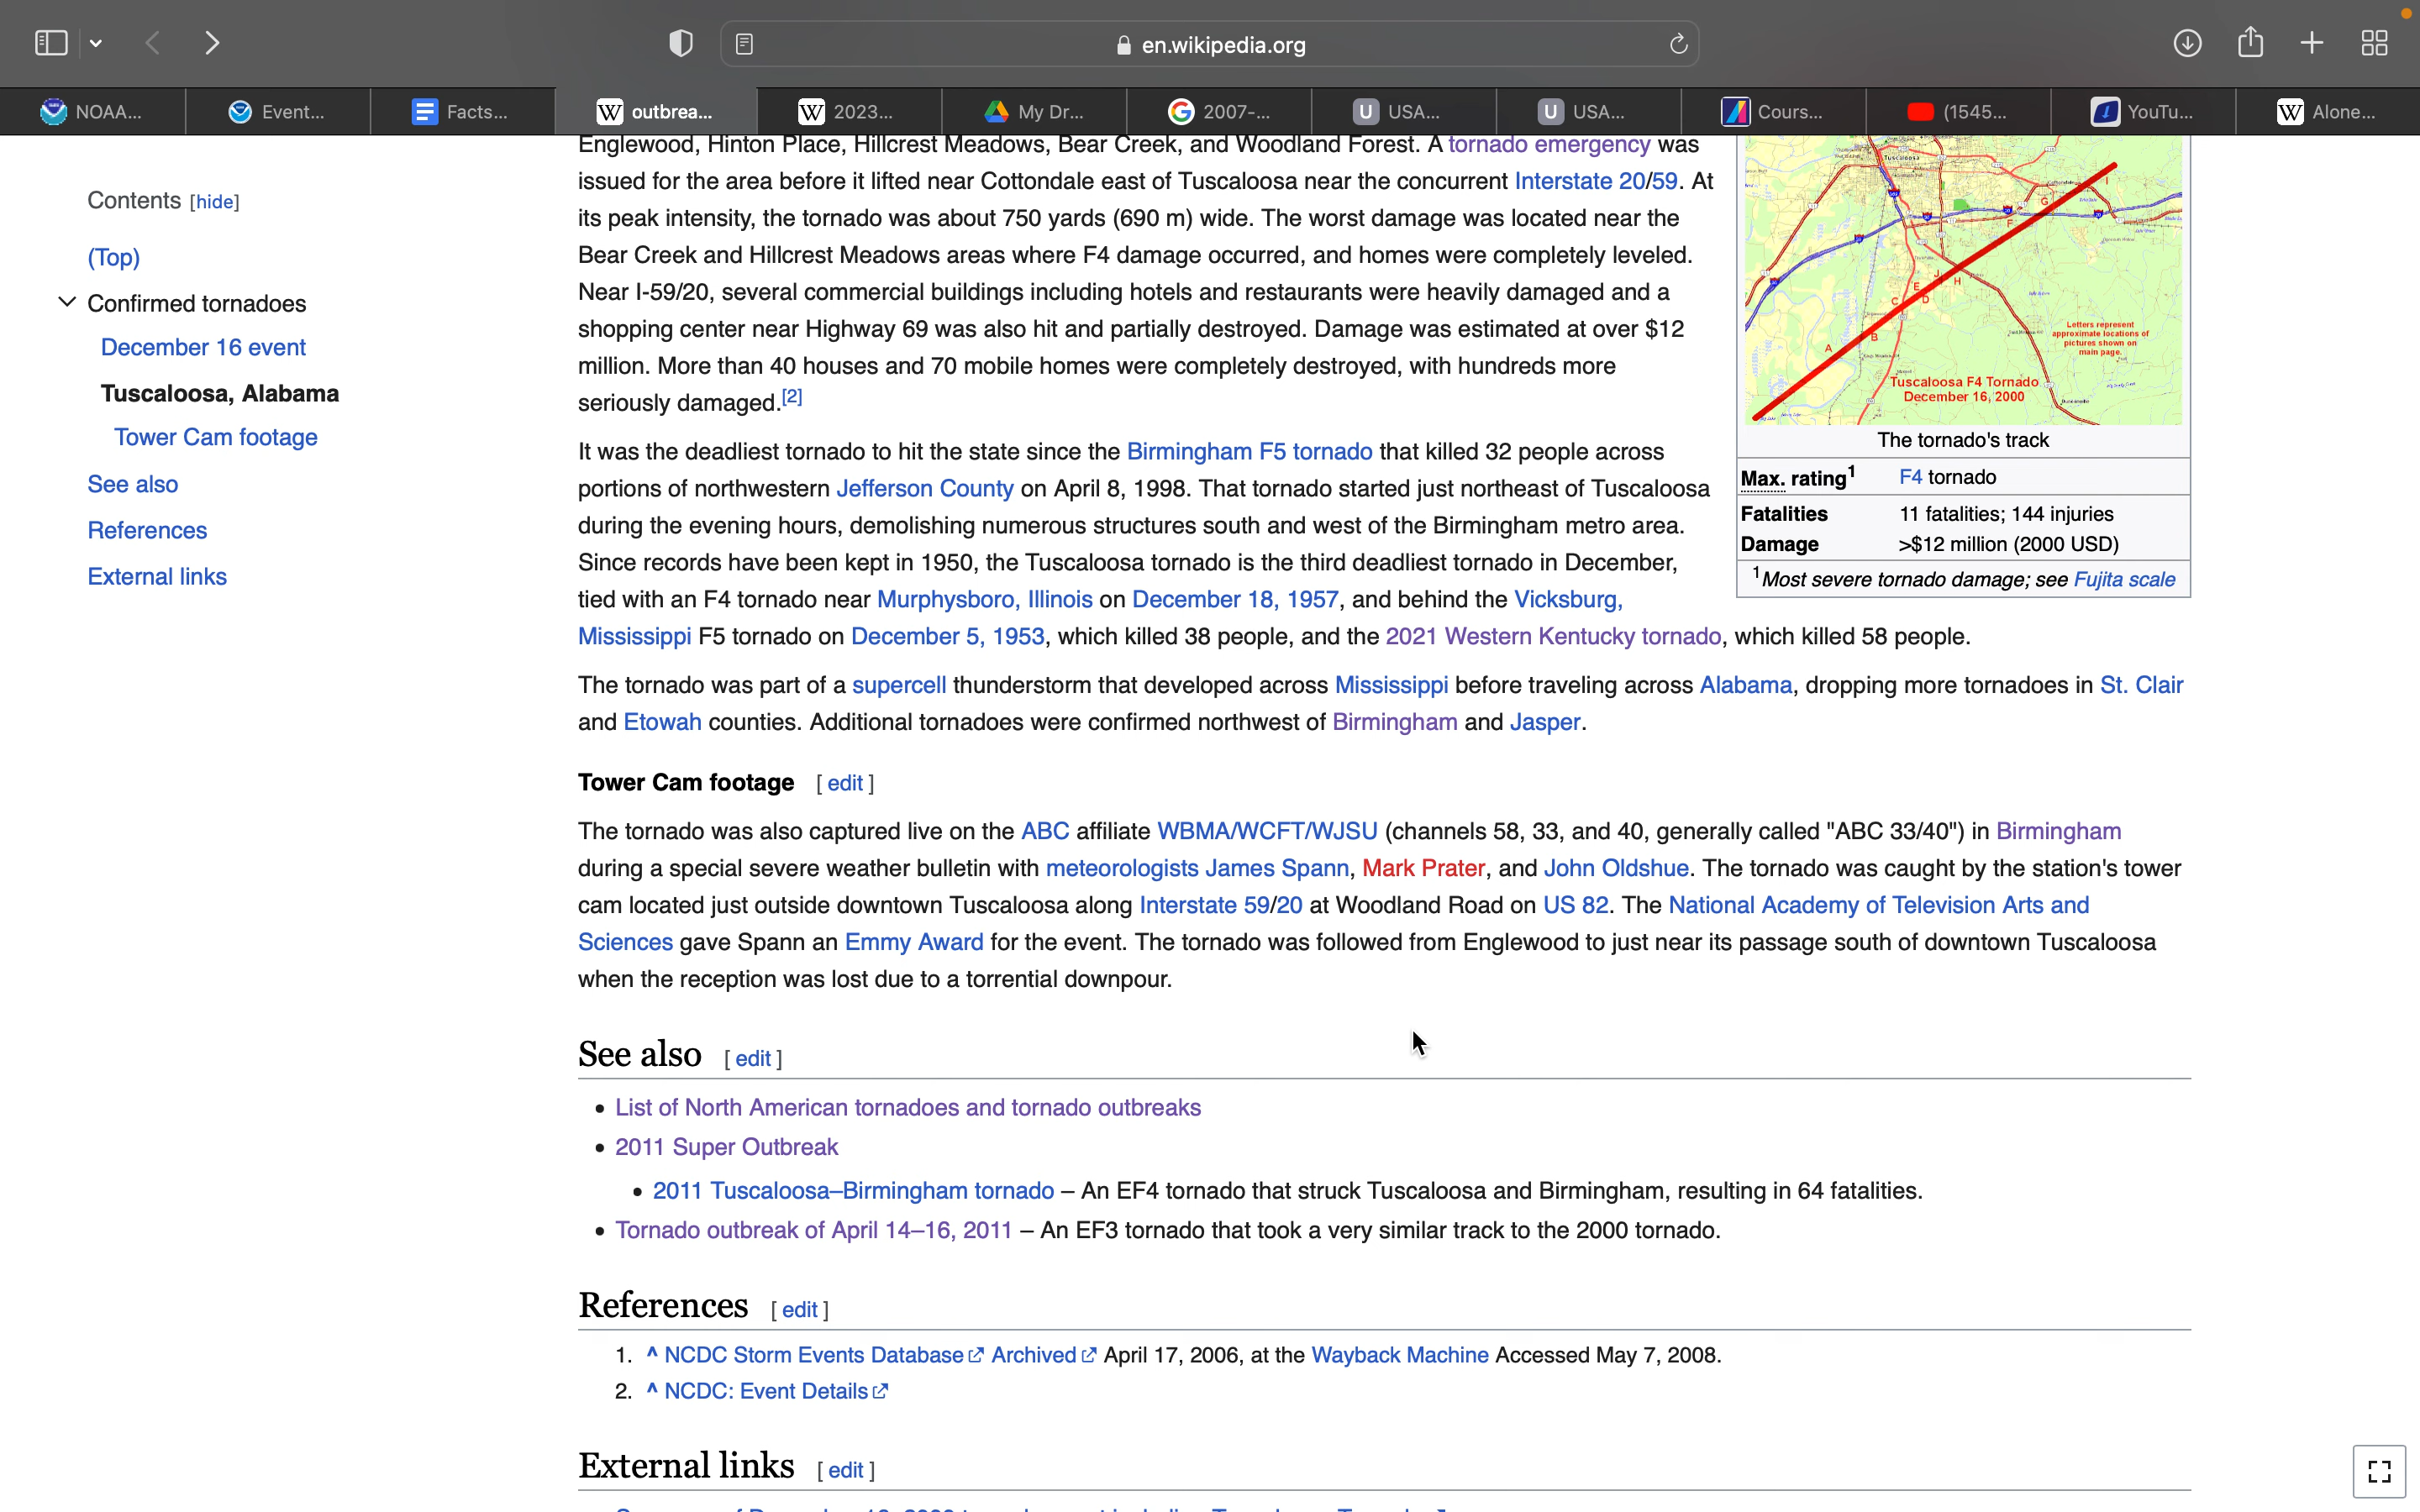 en.wikipedia.org
NOAA...
Event...
Facts...
W outbrea...
W 2023...
My Dr...
G 2007-...
U USA...
U USA...
Cours...
(1545...
YouTu...
W Alone...
Contents [hide]
(Top)
Confirmed tornadoes
December 16 event
Tuscaloosa, Alabama
Tower Cam footage
See also
References
External links
Englewood, Hinton Place, Hillcrest Meadows, Bear Creek, and Woodland Forest. A tornado emergency was
issued for the area before it lifted near Cottondale east of Tuscaloosa near the concurrent Interstate 20/59. At
its peak intensity, the tornado was about 750 yards (690 m) wide. The worst damage was located near the
Bear Creek and Hillcrest Meadows areas where F4 damage occurred, and homes were completely leveled.
Near I-59/20, several commercial buildings including hotels and restaurants were heavily damaged and a
shopping center near Highway 69 was also hit and partially destroyed. Damage was estimated at over $12
million. More than 40 houses and 70 mobile homes were completely destroyed, with hundreds more
seriously damaged.[2]
Tuscaloosa
A
B
C
D
E
F
G
H
I
J
Letters represent
approximate locations of
pictures shown on
main page.
Tuscaloosa F4 Tornado
December 16, 2000
The tornado's track
Max. rating1 F4 tornado
Fatalities 11 fatalities; 144 injuries
Damage >$12 million (2000 USD)
1Most severe tornado damage; see Fujita scale
It was the deadliest tornado to hit the state since the Birmingham F5 tornado that killed 32 people across
portions of northwestern Jefferson County on April 8, 1998. That tornado started just northeast of Tuscaloosa
during the evening hours, demolishing numerous structures south and west of the Birmingham metro area.
Since records have been kept in 1950, the Tuscaloosa tornado is the third deadliest tornado in December,
tied with an F4 tornado near Murphysboro, Illinois on December 18, 1957, and behind the Vicksburg,
Mississippi F5 tornado on December 5, 1953, which killed 38 people, and the 2021 Western Kentucky tornado, which killed 58 people.
The tornado was part of a supercell thunderstorm that developed across Mississippi before traveling across Alabama, dropping more tornadoes in St. Clair
and Etowah counties. Additional tornadoes were confirmed northwest of Birmingham and Jasper.
Tower Cam footage [ edit ]
The tornado was also captured live on the ABC affiliate WBMA/WCFT/WJSU (channels 58, 33, and 40, generally called "ABC 33/40") in Birmingham
during a special severe weather bulletin with meteorologists James Spann, Mark Prater, and John Oldshue. The tornado was caught by the station's tower
cam located just outside downtown Tuscaloosa along Interstate 59/20 at Woodland Road on US 82. The National Academy of Television Arts and
Sciences gave Spann an Emmy Award for the event. The tornado was followed from Englewood to just near its passage south of downtown Tuscaloosa
when the reception was lost due to a torrential downpour.
See also [ edit ]
• List of North American tornadoes and tornado outbreaks
• 2011 Super Outbreak
• 2011 Tuscaloosa–Birmingham tornado – An EF4 tornado that struck Tuscaloosa and Birmingham, resulting in 64 fatalities.
• Tornado outbreak of April 14–16, 2011 – An EF3 tornado that took a very similar track to the 2000 tornado.
References [ edit ]
1. ^ NCDC Storm Events Database Archived April 17, 2006, at the Wayback Machine Accessed May 7, 2008.
2. ^ NCDC: Event Details
External links [ edit ]